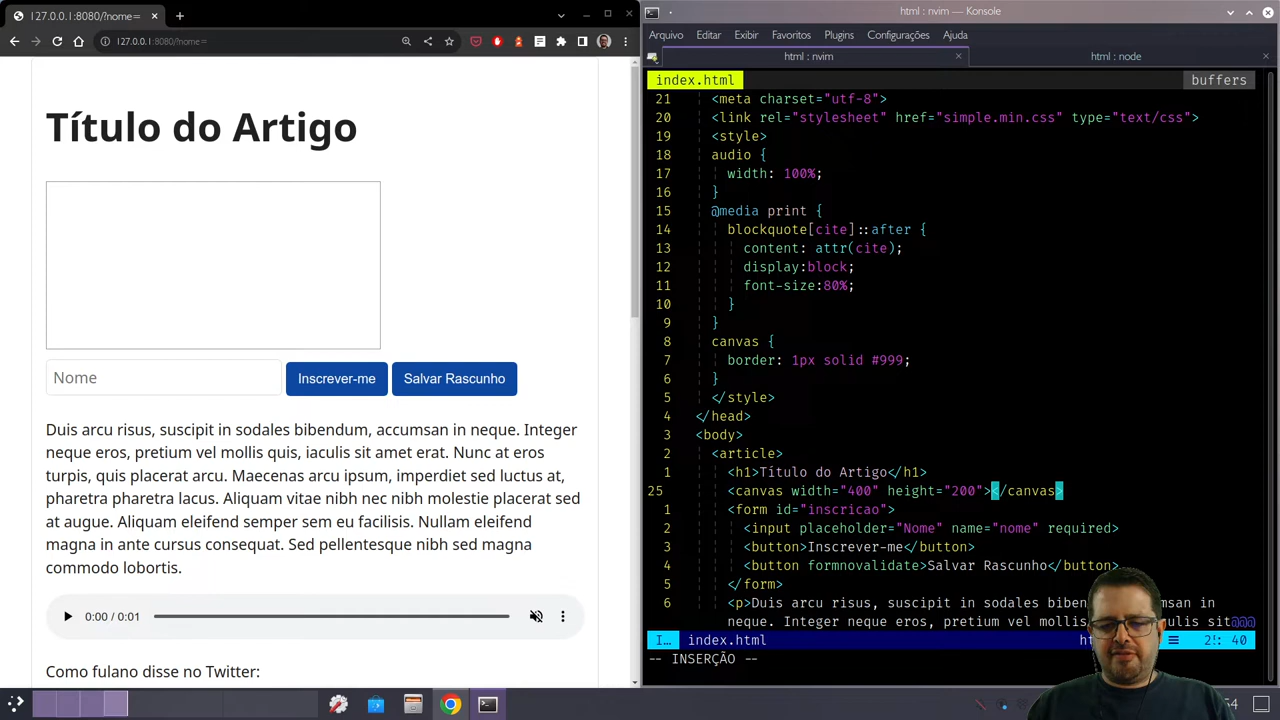 127.0.0.1:8080/?nome=
127.0.0.1:8080/?nome=
Título do Artigo
Nome
Inscrever-me
Salvar Rascunho
Duis arcu risus, suscipit in sodales bibendum, accumsan in neque. Integer
neque eros, pretium vel mollis quis, iaculis sit amet erat. Nunc at eros
turpis, quis placerat arcu. Maecenas arcu ipsum, imperdiet sed luctus at,
pharetra pharetra lacus. Aliquam vitae nibh nec nibh molestie placerat sed
at augue. Aliquam eleifend semper sem eu facilisis. Nullam eleifend
magna in ante cursus consequat. Sed pellentesque nibh sed magna
commodo lobortis.
0:00 / 0:01
Como fulano disse no Twitter:
html : nvim — Konsole
Arquivo Editar Exibir Favoritos Plugins Configurações Ajuda
html : nvim
html : node
index.html
buffers
21 <meta charset="utf-8">
20 <link rel="stylesheet" href="simple.min.css" type="text/css">
19 <style>
18 audio {
17 width: 100%;
16 }
15 @media print {
14 blockquote[cite]::after {
13 content: attr(cite);
12 display:block;
11 font-size:80%;
10 }
9 }
8 canvas {
7 border: 1px solid #999;
6 }
5 </style>
4 </head>
3 <body>
2 <article>
1 <h1>Título do Artigo</h1>
25 <canvas width="400" height="200"></canvas>
1 <form id="inscricao">
2 <input placeholder="Nome" name="nome" required>
3 <button>Inscrever-me</button>
4 <button formnovalidate>Salvar Rascunho</button>
5 </form>
6 <p>Duis arcu risus, suscipit in sodales in
neque. Integer neque eros, pretium vel sit@@@
I… index.html 40
-- INSERÇÃO --